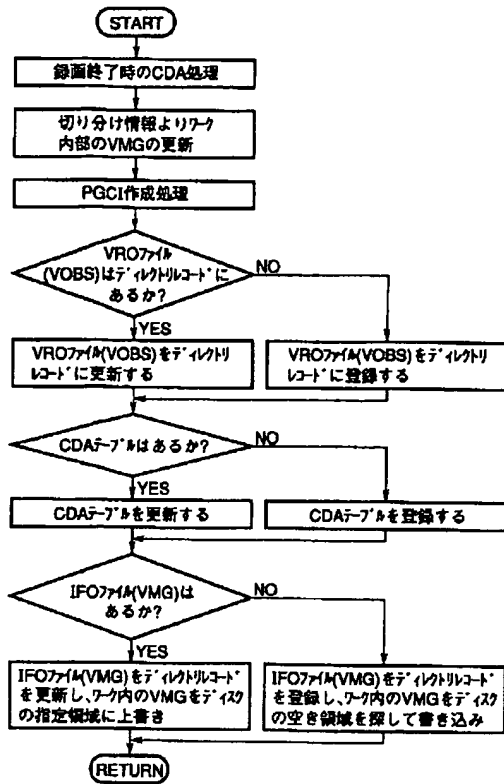 START
録画終了時のCDA処理
切り分け情報よりワーク
内部のVMGの更新
PGCI作成処理
VROファイル
(VOBS)はディレクトリレコードに
あるか?
NO
YES
VROファイル(VOBS)をディレクトリ
レコードに更新する
VROファイル(VOBS)をディレクトリ
レコードに登録する
CDAテーブルはあるか?
NO
YES
CDAテーブルを更新する
CDAテーブルを登録する
IFOファイル(VMG)は
あるか?
NO
YES
IFOファイル(VMG)をディレクトリレコード
を更新し、ワーク内のVMGをディスク
の指定領域に上書き
IFOファイル(VMG)をディレクトリレコード
を登録し、ワーク内のVMGをディスク
の空き領域を探して書き込み
RETURN